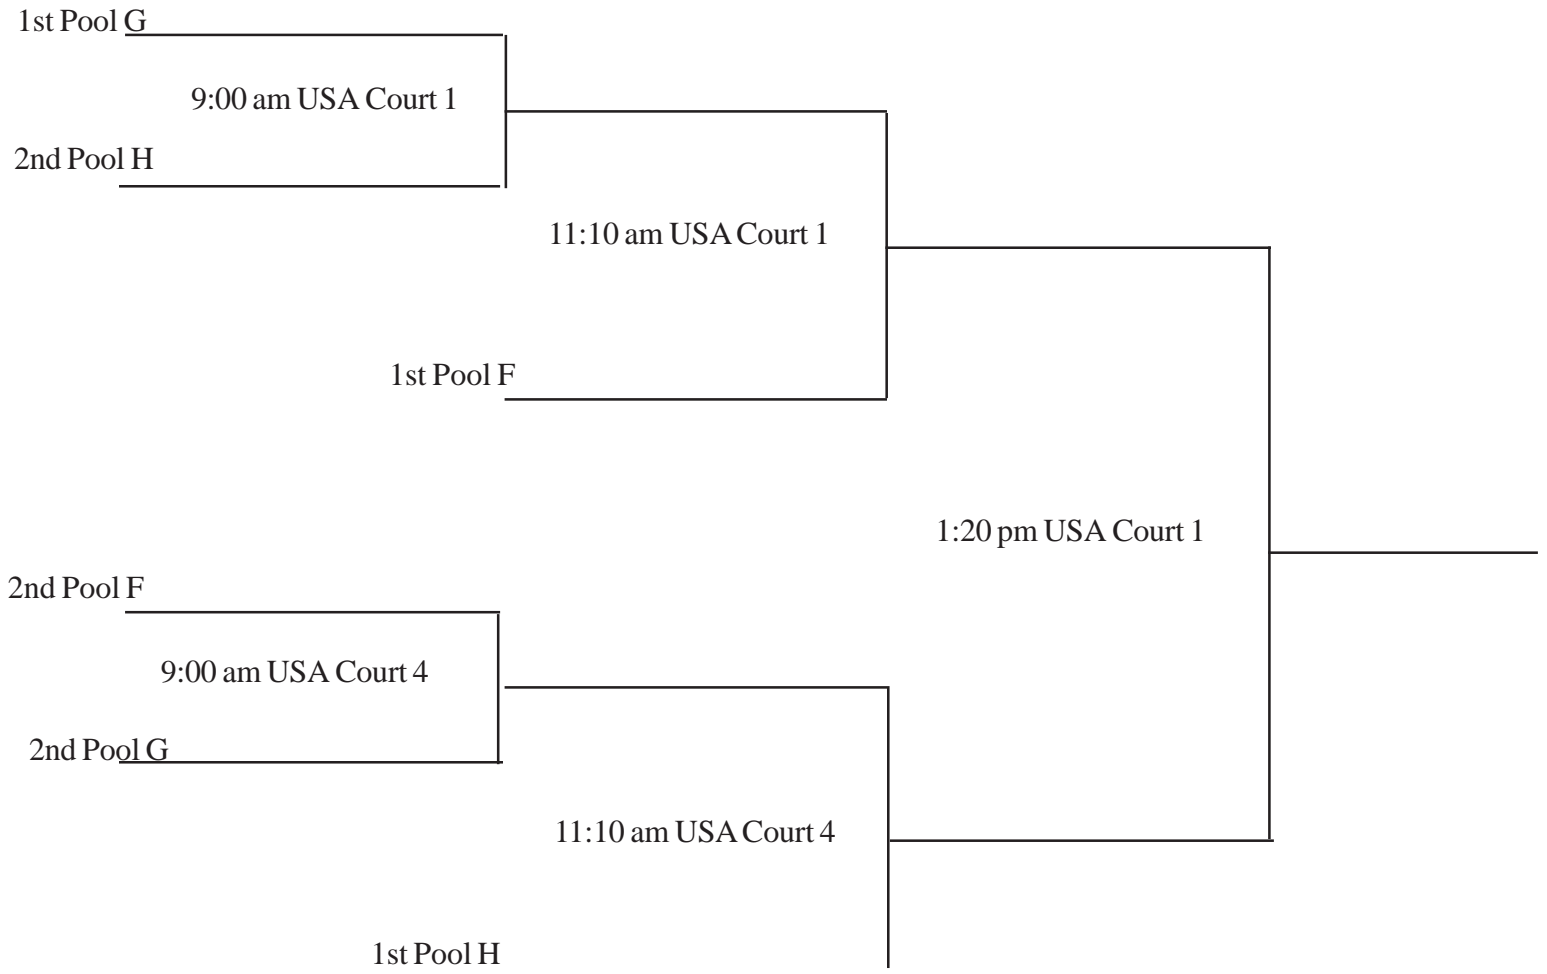 1st Pool G
9:00 am USA Court 1
2nd Pool H
11:10 am USA Court 1
1st Pool F
1:20 pm USA Court 1
2nd Pool F
9:00 am USA Court 4
2nd Pool G
11:10 am USA Court 4
1st Pool H